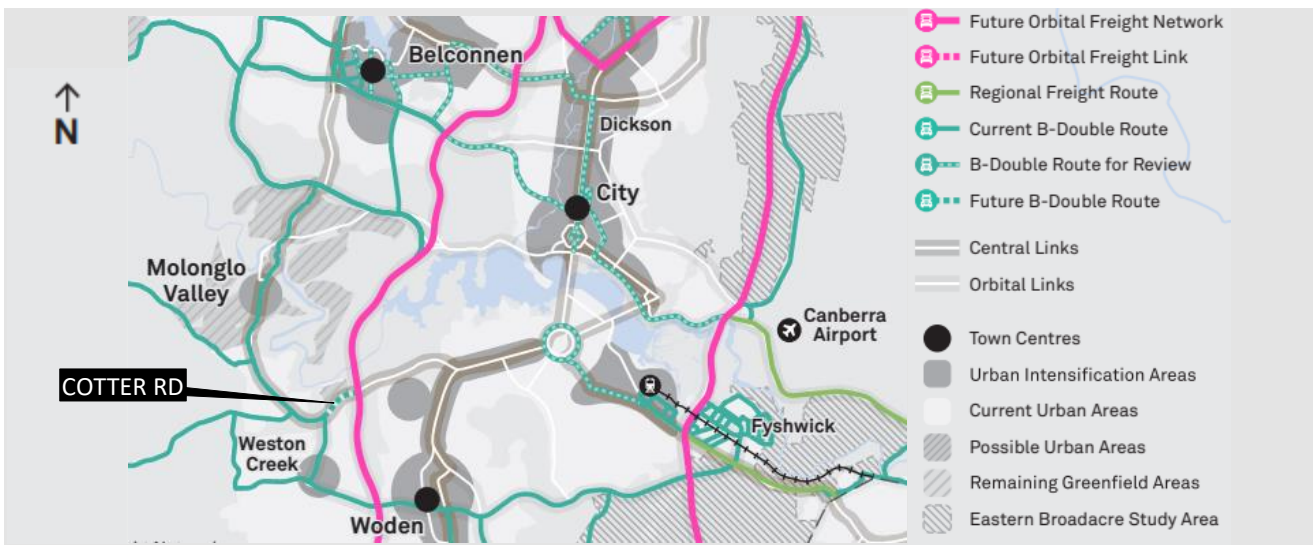 N
Belconnen
Dickson
City
Molonglo
Valley
Canberra
Airport
COTTER RD
Fyshwick
Weston
Creek
Woden
Future Orbital Freight Network
Future Orbital Freight Link
Regional Freight Route
Current B-Double Route
B-Double Route for Review
Future B-Double Route
Central Links
Orbital Links
Town Centres
Urban Intensification Areas
Current Urban Areas
Possible Urban Areas
Remaining Greenfield Areas
Eastern Broadacre Study Area